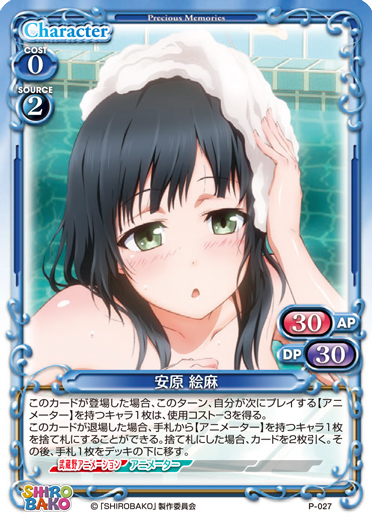 Precious Memories
Character
COST
0
SOURCE
2
30 AP
DP 30
安原 絵麻
このカードが登場した場合、このターン、自分が次にプレイする【アニ
メーター】を持つキャラ1枚は、使用コスト－3を得る。
このカードが退場した場合、手札から【アニメーター】を持つキャラ1枚
を捨て札にすることができる。捨て札にした場合、カードを2枚引く。そ
の後、手札1枚をデッキの下に移す。
武蔵野アニメーション アニメーター
SHIRO
BAKO
©「SHIROBAKO」製作委員会
P-027